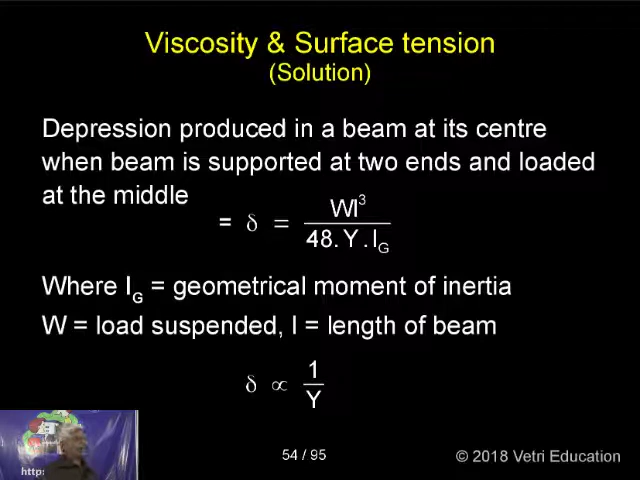 Viscosity & Surface tension
(Solution)
Depression produced in a beam at its centre
when beam is supported at two ends and loaded
at the middle
= δ = Wl³ / 48.Y.I_G
Where I_G = geometrical moment of inertia
W = load suspended, l = length of beam
δ ∝ 1 / Y
http:
54 / 95
© 2018 Vetri Education